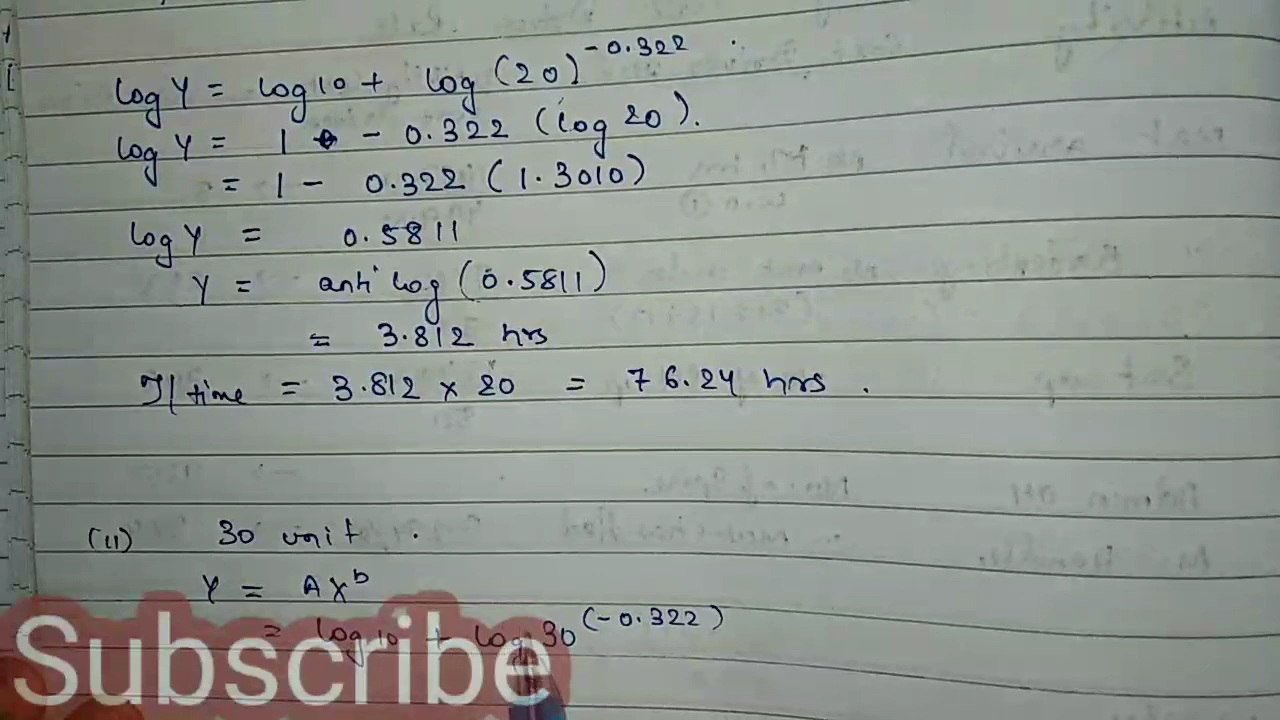 log Y = log 10 + log (20)^-0.322
log Y = 1 - 0.322 (log 20).
= 1 - 0.322 (1.3010)
log Y = 0.5811
Y = anti log (0.5811)
= 3.812 hrs
T/time = 3.812 x 20 = 76.24 hrs .
(11) 30 unit .
Y = AX^b
= log 10 + log 30^(-0.322)
Subscribe